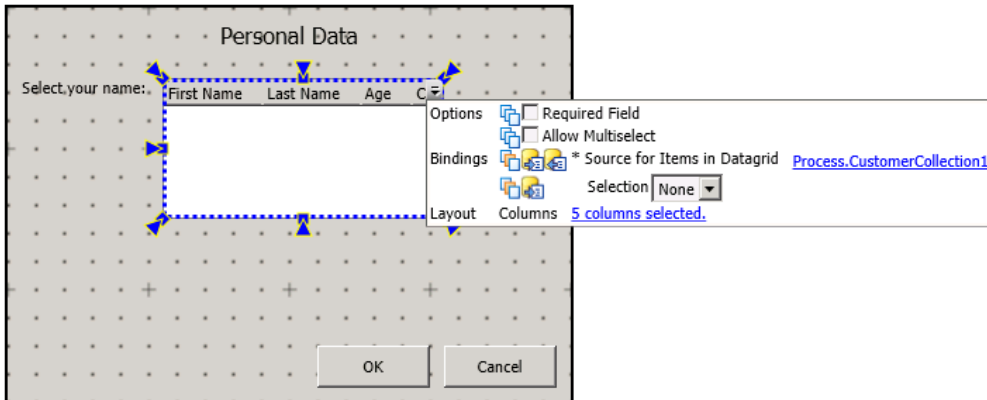 Personal Data
Select your name:
First Name Last Name Age C
Options Required Field
Allow Multiselect
Bindings * Source for Items in Datagrid Process.CustomerCollection1
Selection None
Layout Columns 5 columns selected.
OK Cancel